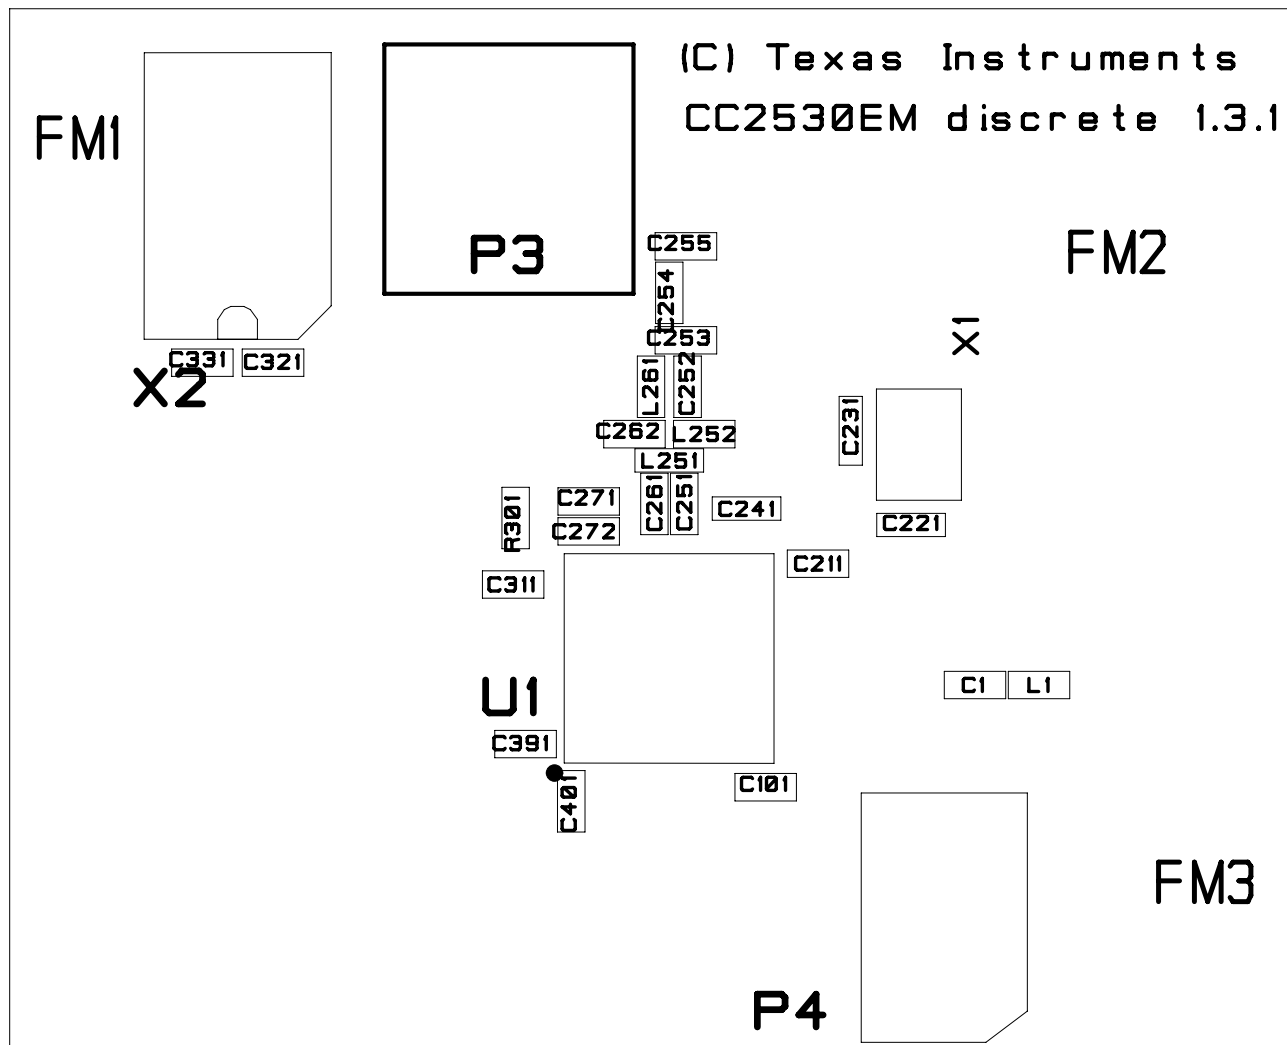 (C) Texas Instruments
CC2530EM discrete 1.3.1
FM1
P3
C255
FM2
C254
X1
C253
C331
C321
X2
L261
C252
C231
C262
L252
L251
C271
C261
C251
C241
R301
C272
C221
C211
C311
U1
C1
L1
C391
C401
C101
FM3
P4